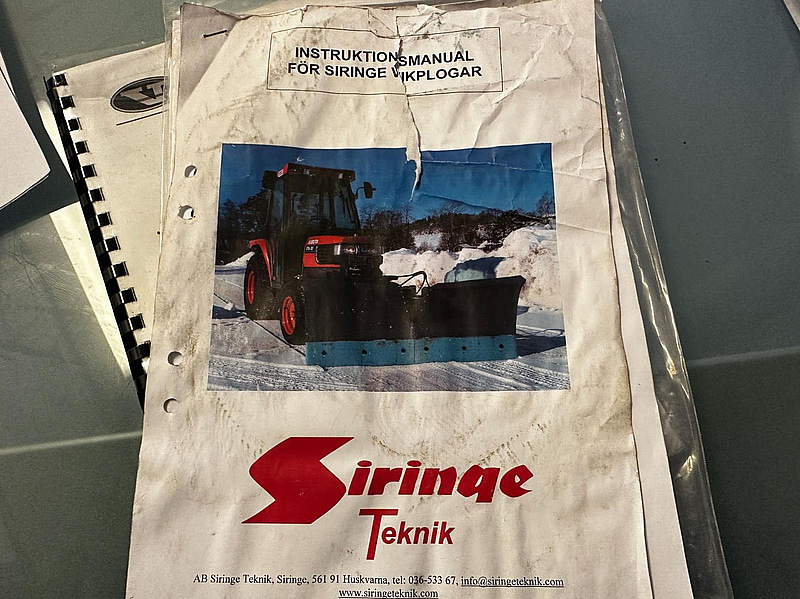 INSTRUKTIONSMANUAL
FÖR SIRINGE VIKPLOGAR
Siringe
Teknik
AB Siringe Teknik, Siringe, 561 91 Huskvarna, tel: 036-533 67, info@siringeteknik.com
www.siringeteknik.com